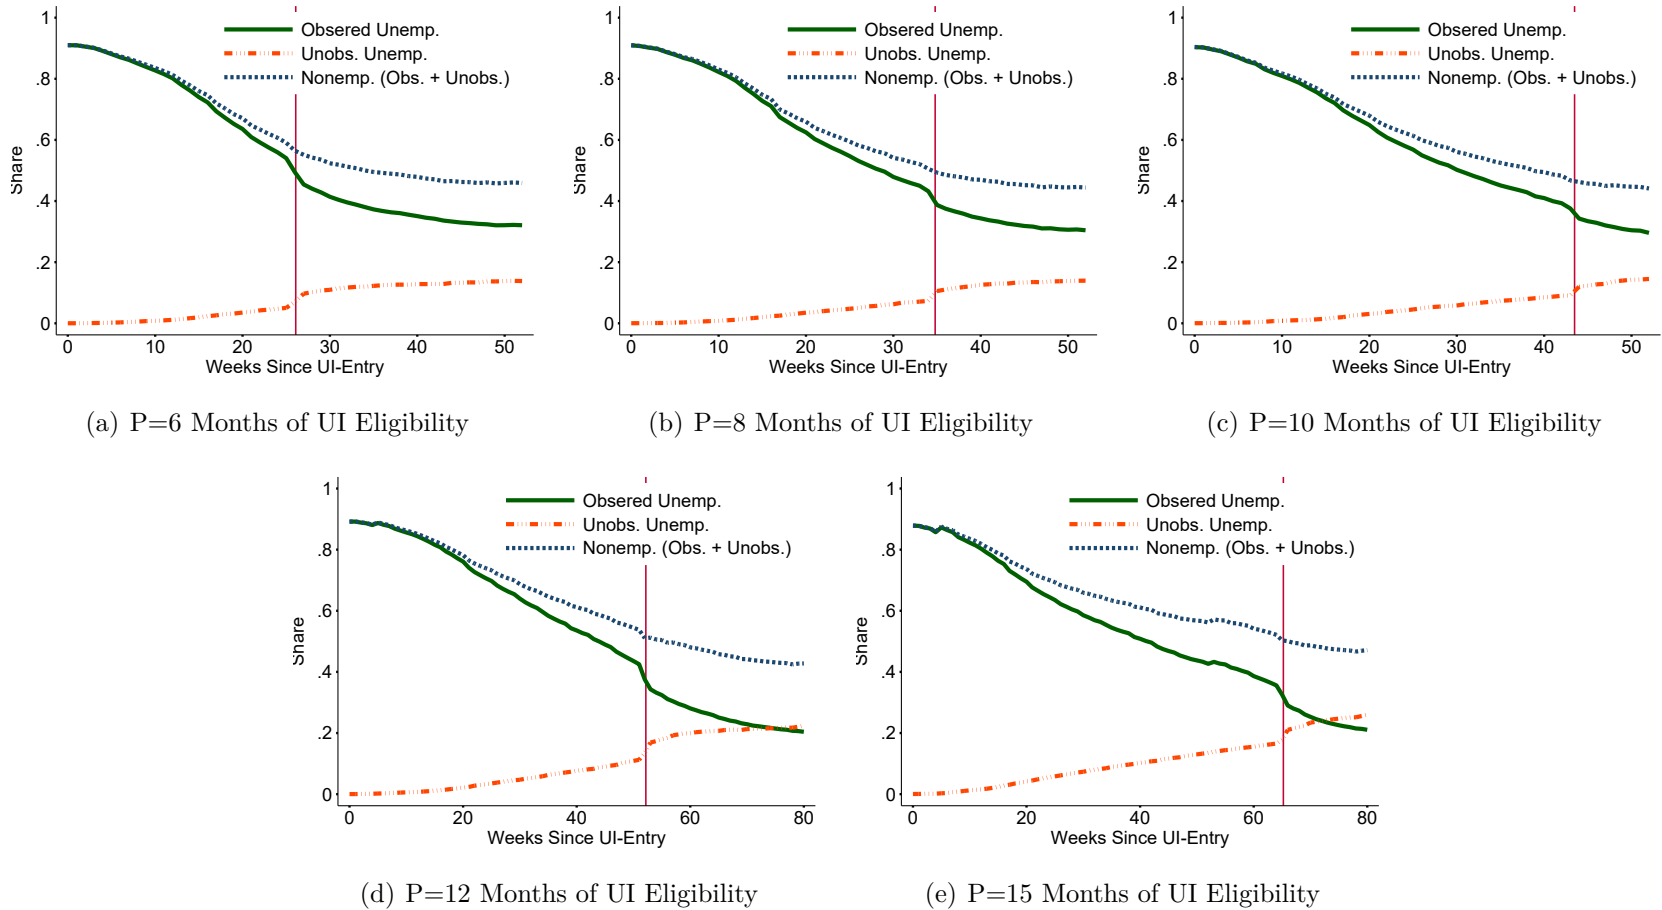 1
.8
.6
.4
.2
0
Share
Obsered Unemp.
Unobs. Unemp.
Nonemp. (Obs. + Unobs.)
0 10 20 30 40 50
Weeks Since UI-Entry
(a) P=6 Months of UI Eligibility
1
.8
.6
.4
.2
0
Share
Obsered Unemp.
Unobs. Unemp.
Nonemp. (Obs. + Unobs.)
0 10 20 30 40 50
Weeks Since UI-Entry
(b) P=8 Months of UI Eligibility
1
.8
.6
.4
.2
0
Share
Obsered Unemp.
Unobs. Unemp.
Nonemp. (Obs. + Unobs.)
0 10 20 30 40 50
Weeks Since UI-Entry
(c) P=10 Months of UI Eligibility
1
.8
.6
.4
.2
0
Share
Obsered Unemp.
Unobs. Unemp.
Nonemp. (Obs. + Unobs.)
0 20 40 60 80
Weeks Since UI-Entry
(d) P=12 Months of UI Eligibility
1
.8
.6
.4
.2
0
Share
Obsered Unemp.
Unobs. Unemp.
Nonemp. (Obs. + Unobs.)
0 20 40 60 80
Weeks Since UI-Entry
(e) P=15 Months of UI Eligibility